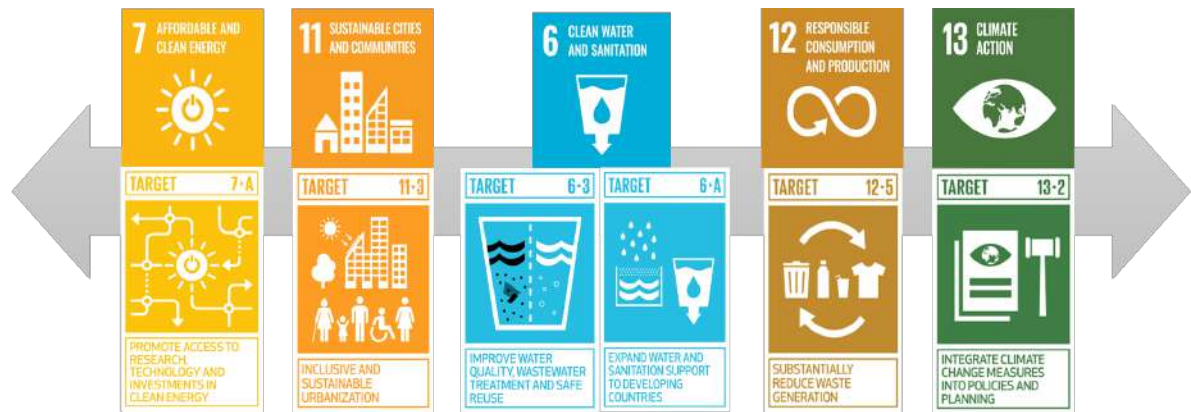 7 AFFORDABLE AND
CLEAN ENERGY
11 SUSTAINABLE CITIES
AND COMMUNITIES
6 CLEAN WATER
AND SANITATION
12 RESPONSIBLE
CONSUMPTION
AND PRODUCTION
13 CLIMATE
ACTION
TARGET 7·A
PROMOTE ACCESS TO
RESEARCH,
TECHNOLOGY AND
INVESTMENTS IN
CLEAN ENERGY
TARGET 11·3
INCLUSIVE AND
SUSTAINABLE
URBANIZATION
TARGET 6·3
IMPROVE WATER
QUALITY, WASTEWATER
TREATMENT AND SAFE
REUSE
TARGET 6·A
EXPAND WATER AND
SANITATION SUPPORT
TO DEVELOPING
COUNTRIES
TARGET 12·5
SUBSTANTIALLY
REDUCE WASTE
GENERATION
TARGET 13·2
INTEGRATE CLIMATE
CHANGE MEASURES
INTO POLICIES AND
PLANNING